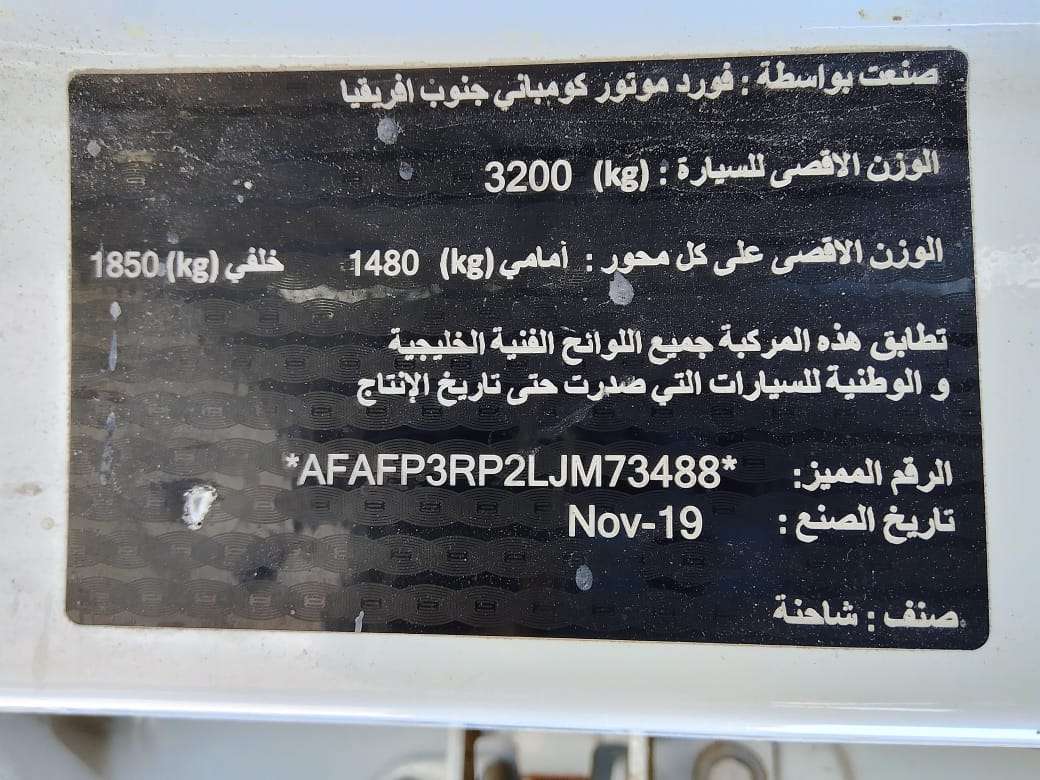 صنعت بواسطة : فورد موتور كومباني جنوب افريقيا
الوزن الاقصى للسيارة : (kg) 3200
الوزن الاقصى على كل محور : أمامي (kg) 1480 خلفي (kg) 1850
تطابق هذه المركبة جميع اللوائح الفنية الخليجية
و الوطنية للسيارات التي صدرت حتى تاريخ الإنتاج
الرقم المميز: *AFAFP3RP2LJM73488*
تاريخ الصنع : Nov-19
صنف : شاحنة